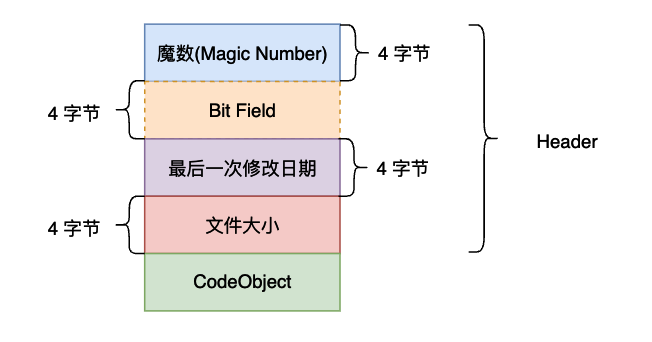 魔数(Magic Number)
4 字节
Bit Field
4 字节
最后一次修改日期
4 字节
文件大小
4 字节
CodeObject
Header